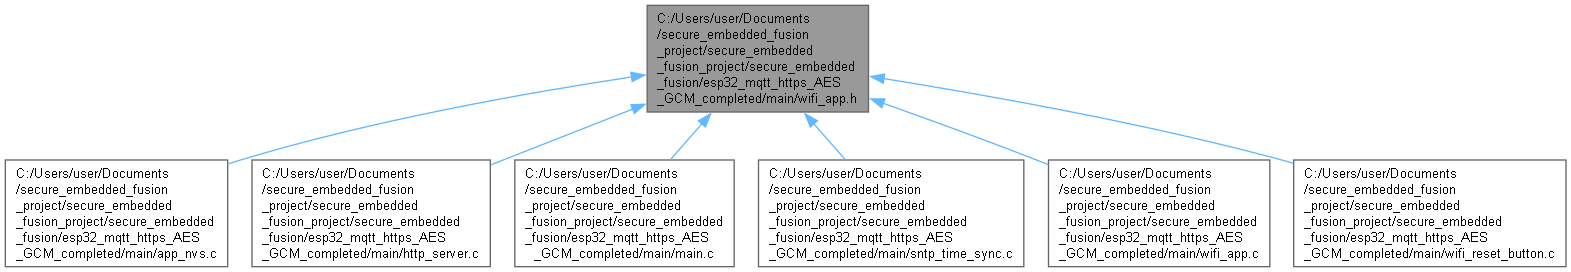 C:/Users/user/Documents
/secure_embedded_fusion
_project/secure_embedded
_fusion_project/secure_embedded
_fusion/esp32_mqtt_https_AES
_GCM_completed/main/wifi_app.h
C:/Users/user/Documents
/secure_embedded_fusion
_project/secure_embedded
_fusion_project/secure_embedded
_fusion/esp32_mqtt_https_AES
_GCM_completed/main/app_nvs.c
C:/Users/user/Documents
/secure_embedded_fusion
_project/secure_embedded
_fusion_project/secure_embedded
_fusion/esp32_mqtt_https_AES
_GCM_completed/main/http_server.c
C:/Users/user/Documents
/secure_embedded_fusion
_project/secure_embedded
_fusion_project/secure_embedded
_fusion/esp32_mqtt_https_AES
_GCM_completed/main/main.c
C:/Users/user/Documents
/secure_embedded_fusion
_project/secure_embedded
_fusion_project/secure_embedded
_fusion/esp32_mqtt_https_AES
_GCM_completed/main/sntp_time_sync.c
C:/Users/user/Documents
/secure_embedded_fusion
_project/secure_embedded
_fusion_project/secure_embedded
_fusion/esp32_mqtt_https_AES
_GCM_completed/main/wifi_app.c
C:/Users/user/Documents
/secure_embedded_fusion
_project/secure_embedded
_fusion_project/secure_embedded
_fusion/esp32_mqtt_https_AES
_GCM_completed/main/wifi_reset_button.c